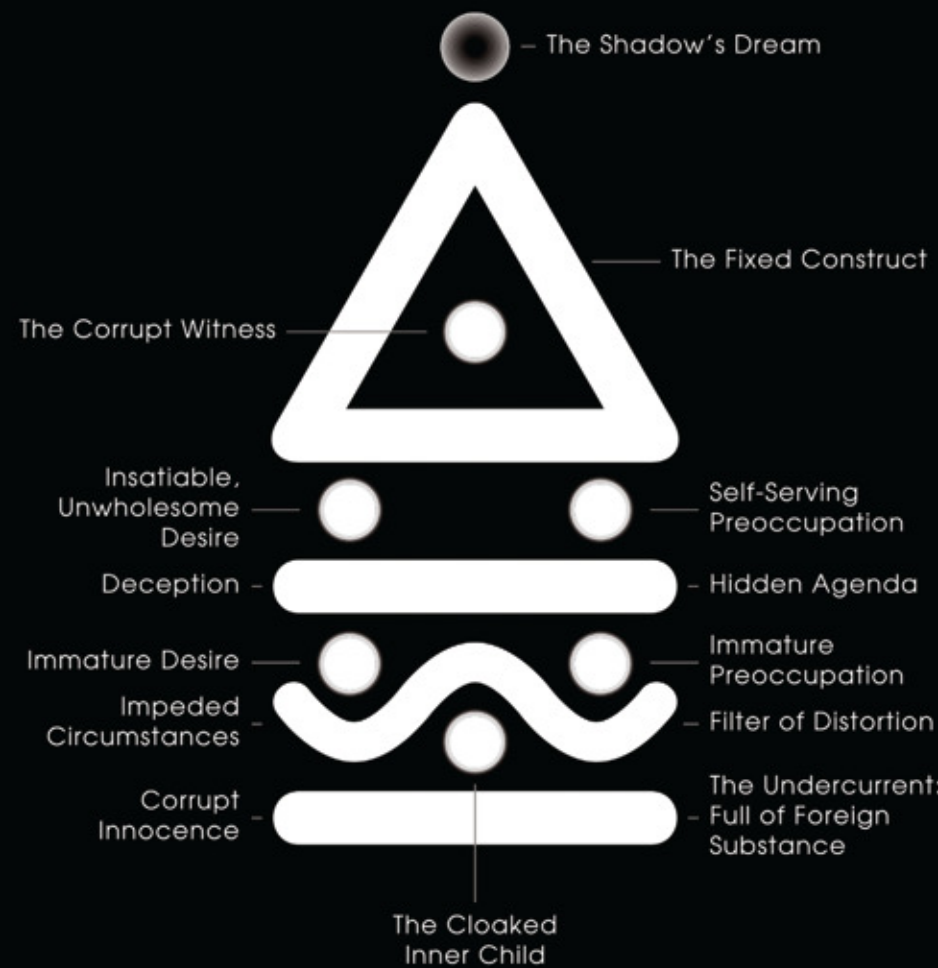 The Shadow's Dream
The Fixed Construct
The Corrupt Witness
Insatiable,
Unwholesome
Desire
Self-Serving
Preoccupation
Deception
Hidden Agenda
Immature Desire
Immature
Preoccupation
Impeded
Circumstances
Filter of Distortion
Corrupt
Innocence
The Undercurrent:
Full of Foreign
Substance
The Cloaked
Inner Child